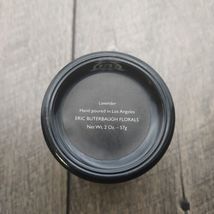 Lavender
Hand poured in Los Angeles
ERIC BUTERBAUGH FLORALS
Net Wt. 2 Oz. - 57g